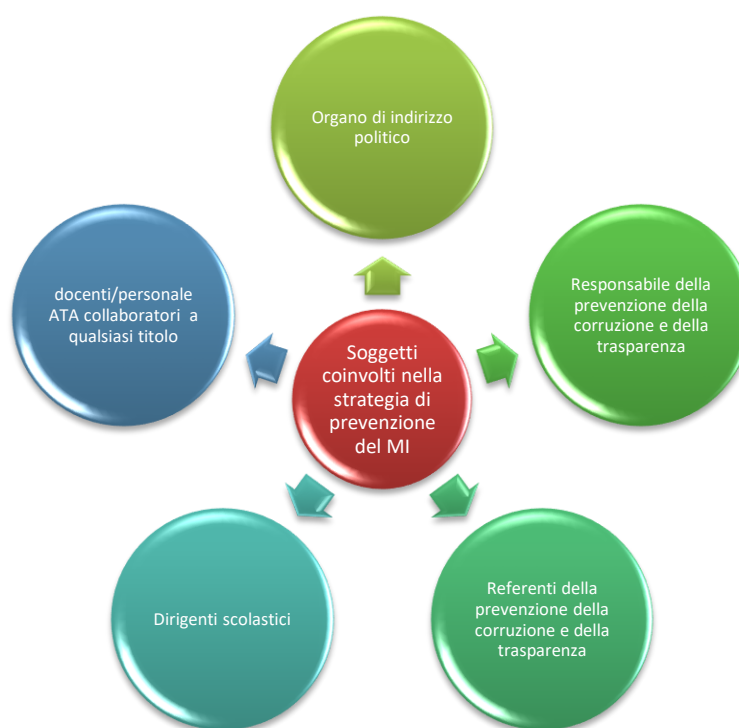 Organo di indirizzo
politico
Responsabile della
prevenzione della
corruzione e della
trasparenza
Referenti della
prevenzione della
corruzione e della
trasparenza
Dirigenti scolastici
docenti/personale
ATA collaboratori a
qualsiasi titolo
Soggetti
coinvolti nella
strategia di
prevenzione
del MI